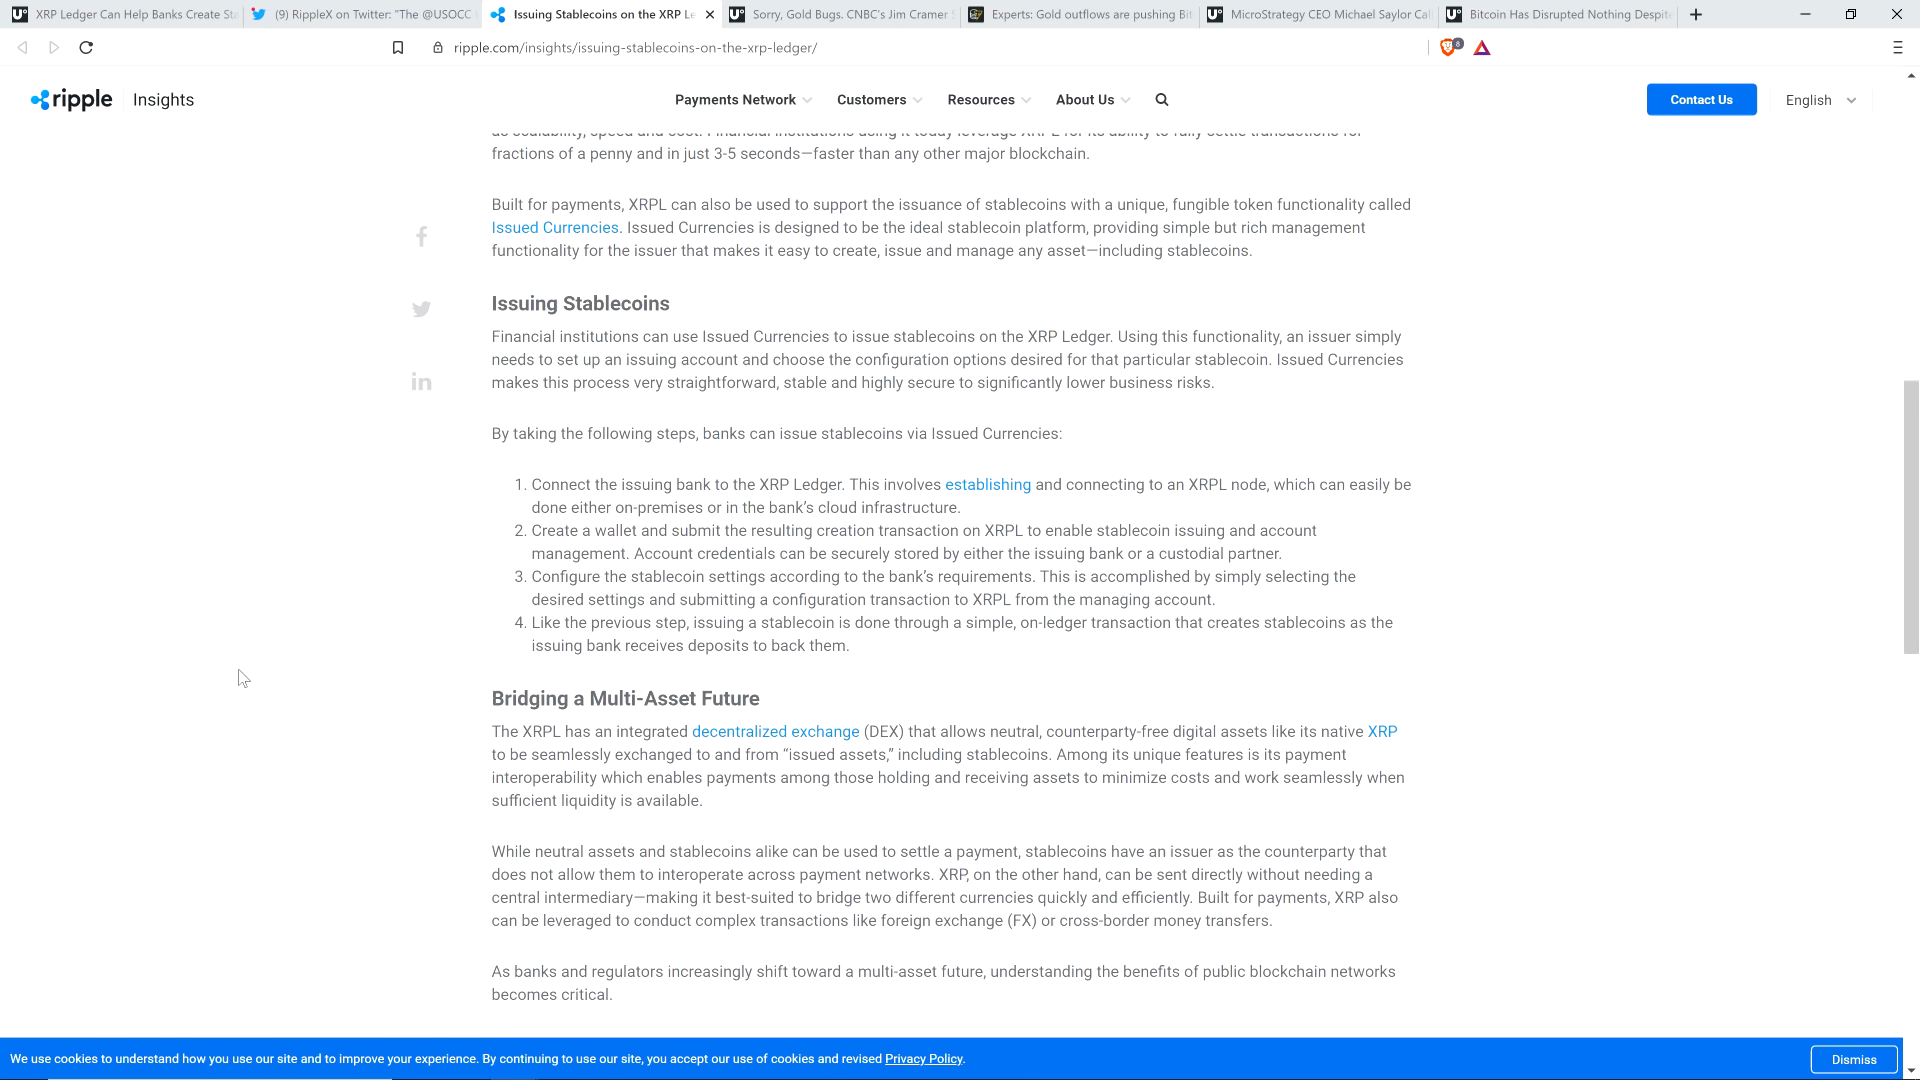 XRP Ledger Can Help Banks Create Sta
(9) RippleX on Twitter: "The @USOCC
Issuing Stablecoins on the XRP Le
Sorry, Gold Bugs. CNBC's Jim Cramer S
Experts: Gold outflows are pushing Bit
MicroStrategy CEO Michael Saylor Cal
Bitcoin Has Disrupted Nothing Despite
ripple.com/insights/issuing-stablecoins-on-the-xrp-ledger/
8
ripple Insights
Payments Network Customers Resources About Us
Contact Us
English
as scalability, speed and cost. Financial institutions using it today leverage XRPL for its ability to fully settle transactions for
fractions of a penny and in just 3-5 seconds—faster than any other major blockchain.
Built for payments, XRPL can also be used to support the issuance of stablecoins with a unique, fungible token functionality called
Issued Currencies. Issued Currencies is designed to be the ideal stablecoin platform, providing simple but rich management
functionality for the issuer that makes it easy to create, issue and manage any asset—including stablecoins.
Issuing Stablecoins
Financial institutions can use Issued Currencies to issue stablecoins on the XRP Ledger. Using this functionality, an issuer simply
needs to set up an issuing account and choose the configuration options desired for that particular stablecoin. Issued Currencies
makes this process very straightforward, stable and highly secure to significantly lower business risks.
By taking the following steps, banks can issue stablecoins via Issued Currencies:
1. Connect the issuing bank to the XRP Ledger. This involves establishing and connecting to an XRPL node, which can easily be
done either on-premises or in the bank's cloud infrastructure.
2. Create a wallet and submit the resulting creation transaction on XRPL to enable stablecoin issuing and account
management. Account credentials can be securely stored by either the issuing bank or a custodial partner.
3. Configure the stablecoin settings according to the bank's requirements. This is accomplished by simply selecting the
desired settings and submitting a configuration transaction to XRPL from the managing account.
4. Like the previous step, issuing a stablecoin is done through a simple, on-ledger transaction that creates stablecoins as the
issuing bank receives deposits to back them.
Bridging a Multi-Asset Future
The XRPL has an integrated decentralized exchange (DEX) that allows neutral, counterparty-free digital assets like its native XRP
to be seamlessly exchanged to and from “issued assets,” including stablecoins. Among its unique features is its payment
interoperability which enables payments among those holding and receiving assets to minimize costs and work seamlessly when
sufficient liquidity is available.
While neutral assets and stablecoins alike can be used to settle a payment, stablecoins have an issuer as the counterparty that
does not allow them to interoperate across payment networks. XRP, on the other hand, can be sent directly without needing a
central intermediary—making it best-suited to bridge two different currencies quickly and efficiently. Built for payments, XRP also
can be leveraged to conduct complex transactions like foreign exchange (FX) or cross-border money transfers.
As banks and regulators increasingly shift toward a multi-asset future, understanding the benefits of public blockchain networks
becomes critical.
We use cookies to understand how you use our site and to improve your experience. By continuing to use our site, you accept our use of cookies and revised Privacy Policy.
Dismiss